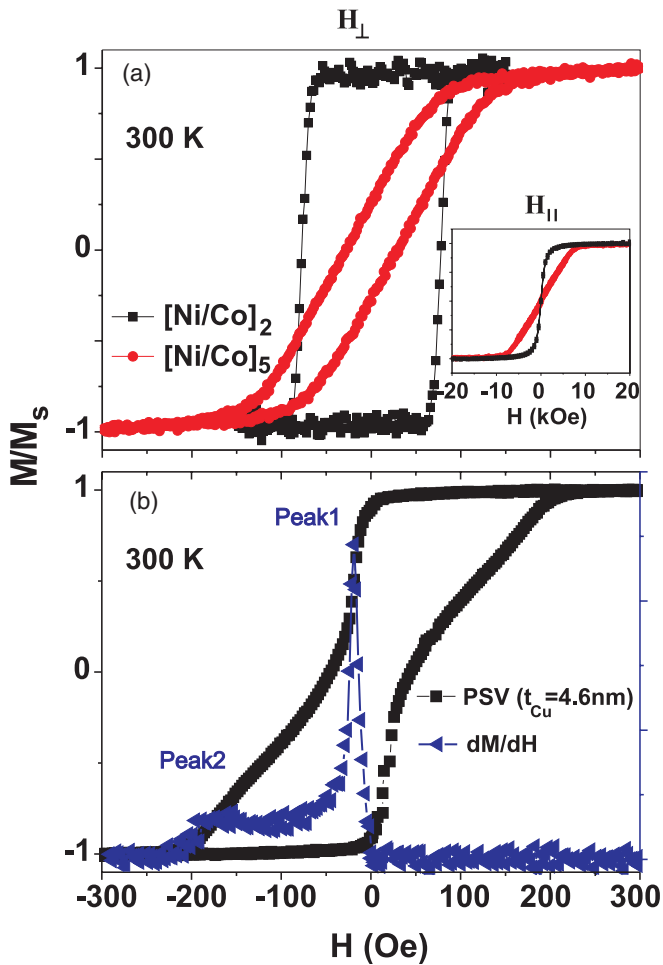 H⊥
(a)
300 K
1
0
-1
[Ni/Co]2
[Ni/Co]5
H||
-20 -10 0 10 20
H (kOe)
M/Ms
(b)
300 K
Peak1
Peak2
1
0
-1
PSV (tCu=4.6nm)
dM/dH
-300 -200 -100 0 100 200 300
H (Oe)